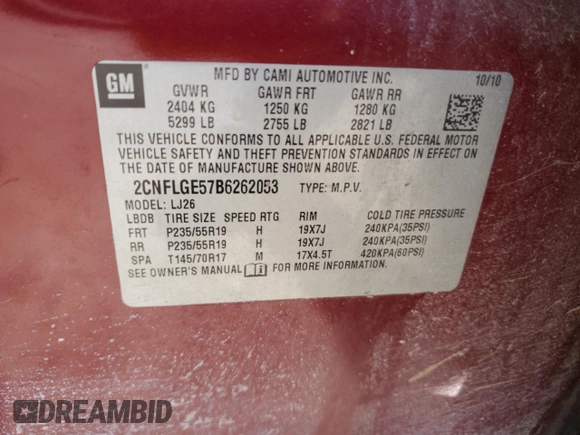 GM
MFD BY CAMI AUTOMOTIVE INC. 10/10
GVWR GAWR FRT GAWR RR
2404 KG 1250 KG 1280 KG
5299 LB 2755 LB 2821 LB
THIS VEHICLE CONFORMS TO ALL APPLICABLE U.S. FEDERAL MOTOR
VEHICLE SAFETY AND THEFT PREVENTION STANDARDS IN EFFECT ON
THE DATE OF MANUFACTURE SHOWN ABOVE.
2CNFLGE57B6262053 TYPE: M.P.V.
MODEL: LJ26
LBDB TIRE SIZE SPEED RTG RIM COLD TIRE PRESSURE
FRT P235/55R19 H 19X7J 240KPA(35PSI)
RR P235/55R19 H 19X7J 240KPA(35PSI)
SPA T145/70R17 M 17X4.5T 420KPA(60PSI)
SEE OWNER'S MANUAL FOR MORE INFORMATION.
DREAMBID